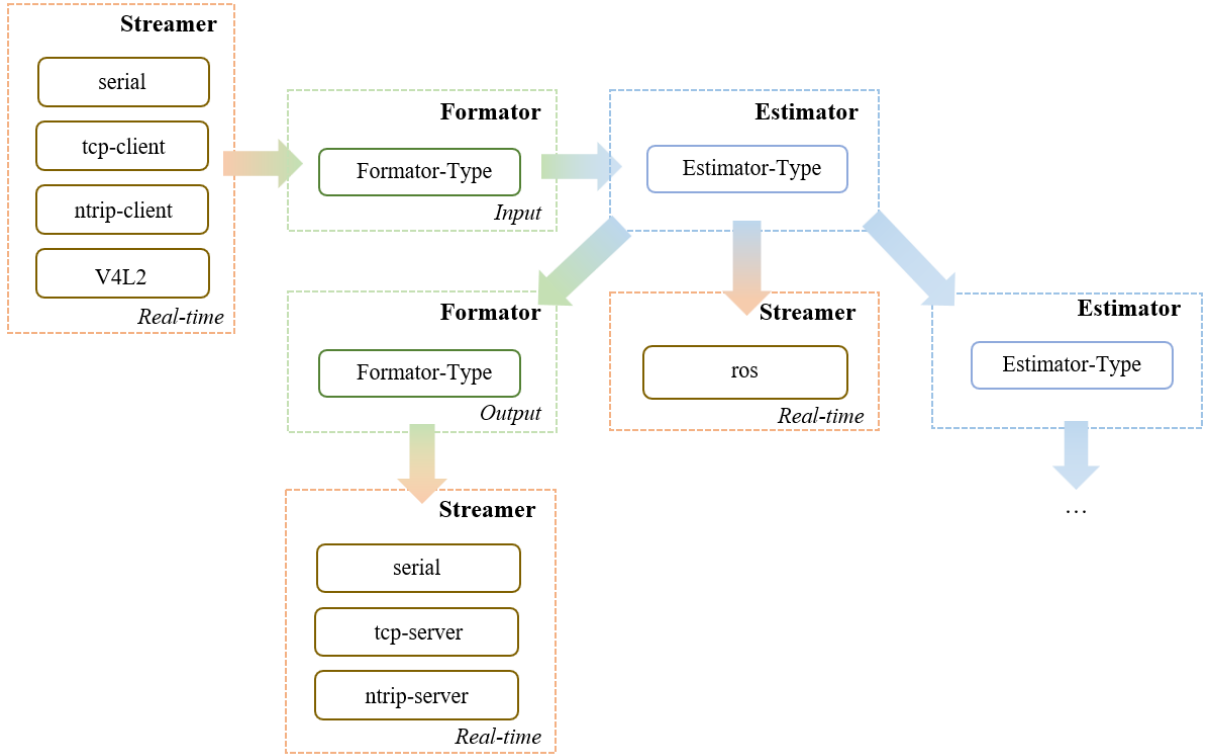 Streamer
serial
tcp-client
ntrip-client
V4L2
Real-time
Formator
Formator-Type
Input
Estimator
Estimator-Type
Formator
Formator-Type
Output
Streamer
ros
Real-time
Estimator
Estimator-Type
…
Streamer
serial
tcp-server
ntrip-server
Real-time